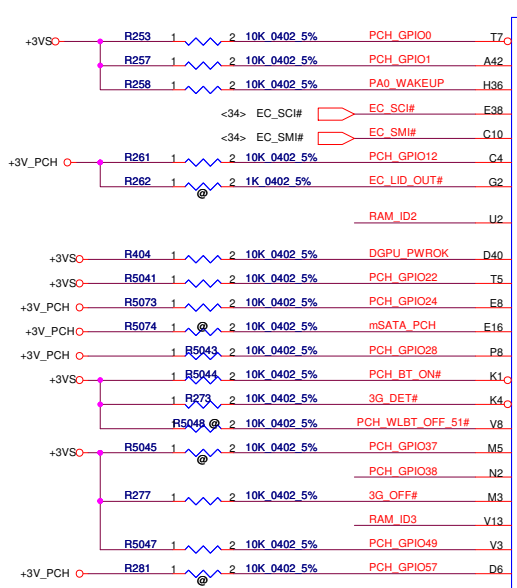 +3VS R253 1 2 10K_0402_5% PCH_GPIO0 T7
R257 1 2 10K_0402_5% PCH_GPIO1 A42
R258 1 2 10K_0402_5% PA0_WAKEUP H36
<34> EC_SCI# EC_SCI# E38
<34> EC_SMI# EC_SMI# C10
+3V_PCH R261 1 2 10K_0402_5% PCH_GPIO12 C4
R262 1 2 1K_0402_5% EC_LID_OUT# G2
@
RAM_ID2 U2
+3VS R404 1 2 10K_0402_5% DGPU_PWROK D40
+3VS R5041 1 2 10K_0402_5% PCH_GPIO22 T5
+3V_PCH R5073 1 2 10K_0402_5% PCH_GPIO24 E8
+3V_PCH R5074 1 @ 2 10K_0402_5% mSATA_PCH E16
+3V_PCH R5043 1 2 10K_0402_5% PCH_GPIO28 P8
+3VS R5044 1 2 10K_0402_5% PCH_BT_ON# K1
R273 1 2 10K_0402_5% 3G_DET# K4
R5048 @ 1 2 10K_0402_5% PCH_WLBT_OFF_51# V8
+3VS R5045 1 2 10K_0402_5% PCH_GPIO37 M5
@
PCH_GPIO38 N2
R277 1 2 10K_0402_5% 3G_OFF# M3
RAM_ID3 V13
R5047 1 2 10K_0402_5% PCH_GPIO49 V3
+3V_PCH R281 1 2 10K_0402_5% PCH_GPIO57 D6
@